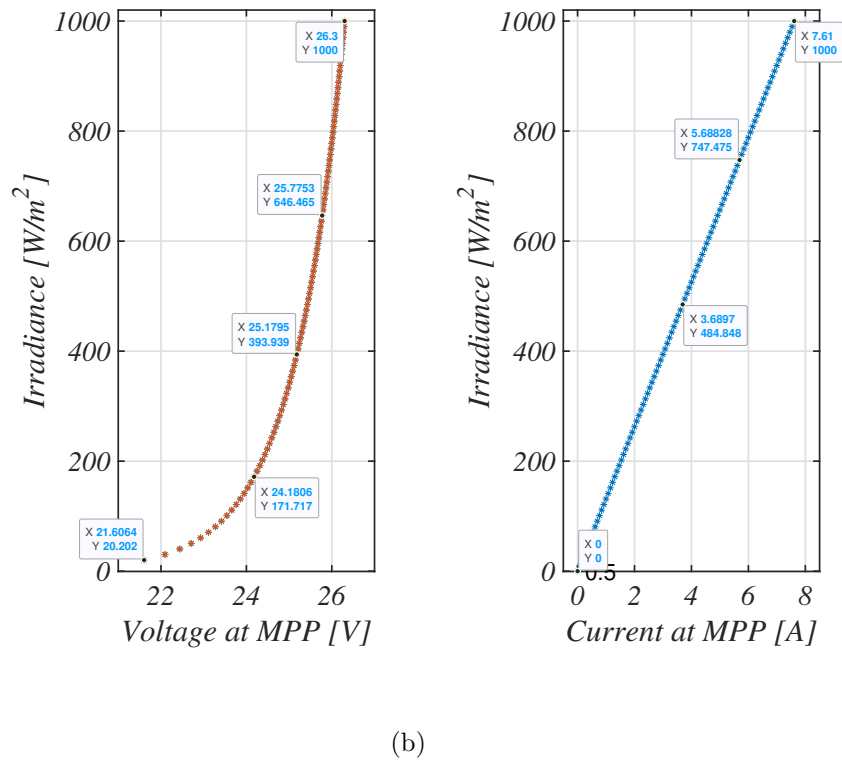 1000
800
600
400
200
0
22
24
26
Irradiance [W/m2]
Voltage at MPP [V]
X 26.3
Y 1000
X 25.7753
Y 646.465
X 25.1795
Y 393.939
X 24.1806
Y 171.717
X 21.6064
Y 20.202
1000
800
600
400
200
0
0
2
4
6
8
0.5
Irradiance [W/m2]
Current at MPP [A]
X 7.61
Y 1000
X 5.68828
Y 747.475
X 3.6897
Y 484.848
X 0
Y 0
(b)